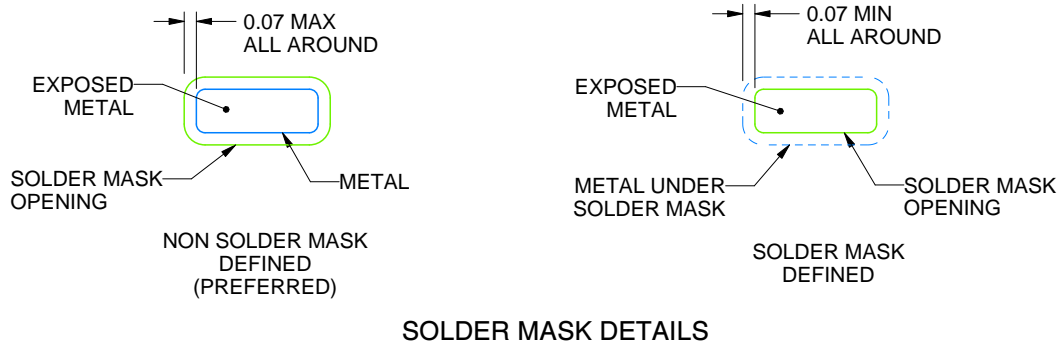 0.07 MAX
ALL AROUND
EXPOSED
METAL
SOLDER MASK
OPENING
METAL
NON SOLDER MASK
DEFINED
(PREFERRED)
0.07 MIN
ALL AROUND
EXPOSED
METAL
METAL UNDER
SOLDER MASK
SOLDER MASK
OPENING
SOLDER MASK
DEFINED
SOLDER MASK DETAILS